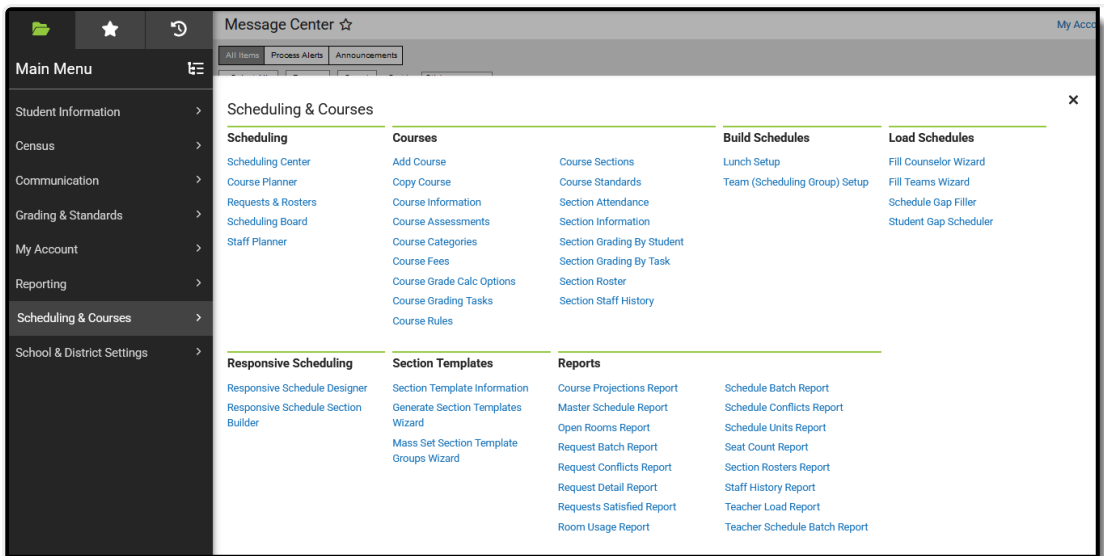 Message Center
My Acco
All Items Process Alerts Announcements
Main Menu
Student Information
Census
Communication
Grading & Standards
My Account
Reporting
Scheduling & Courses
School & District Settings
Scheduling & Courses
Scheduling
Scheduling Center
Course Planner
Requests & Rosters
Scheduling Board
Staff Planner
Courses
Add Course
Copy Course
Course Information
Course Assessments
Course Categories
Course Fees
Course Grade Calc Options
Course Grading Tasks
Course Rules
Course Sections
Course Standards
Section Attendance
Section Information
Section Grading By Student
Section Grading By Task
Section Roster
Section Staff History
Build Schedules
Lunch Setup
Team (Scheduling Group) Setup
Load Schedules
Fill Counselor Wizard
Fill Teams Wizard
Schedule Gap Filler
Student Gap Scheduler
Responsive Scheduling
Responsive Schedule Designer
Responsive Schedule Section
Builder
Section Templates
Section Template Information
Generate Section Templates
Wizard
Mass Set Section Template
Groups Wizard
Reports
Course Projections Report
Master Schedule Report
Open Rooms Report
Request Batch Report
Request Conflicts Report
Request Detail Report
Requests Satisfied Report
Room Usage Report
Schedule Batch Report
Schedule Conflicts Report
Schedule Units Report
Seat Count Report
Section Rosters Report
Staff History Report
Teacher Load Report
Teacher Schedule Batch Report